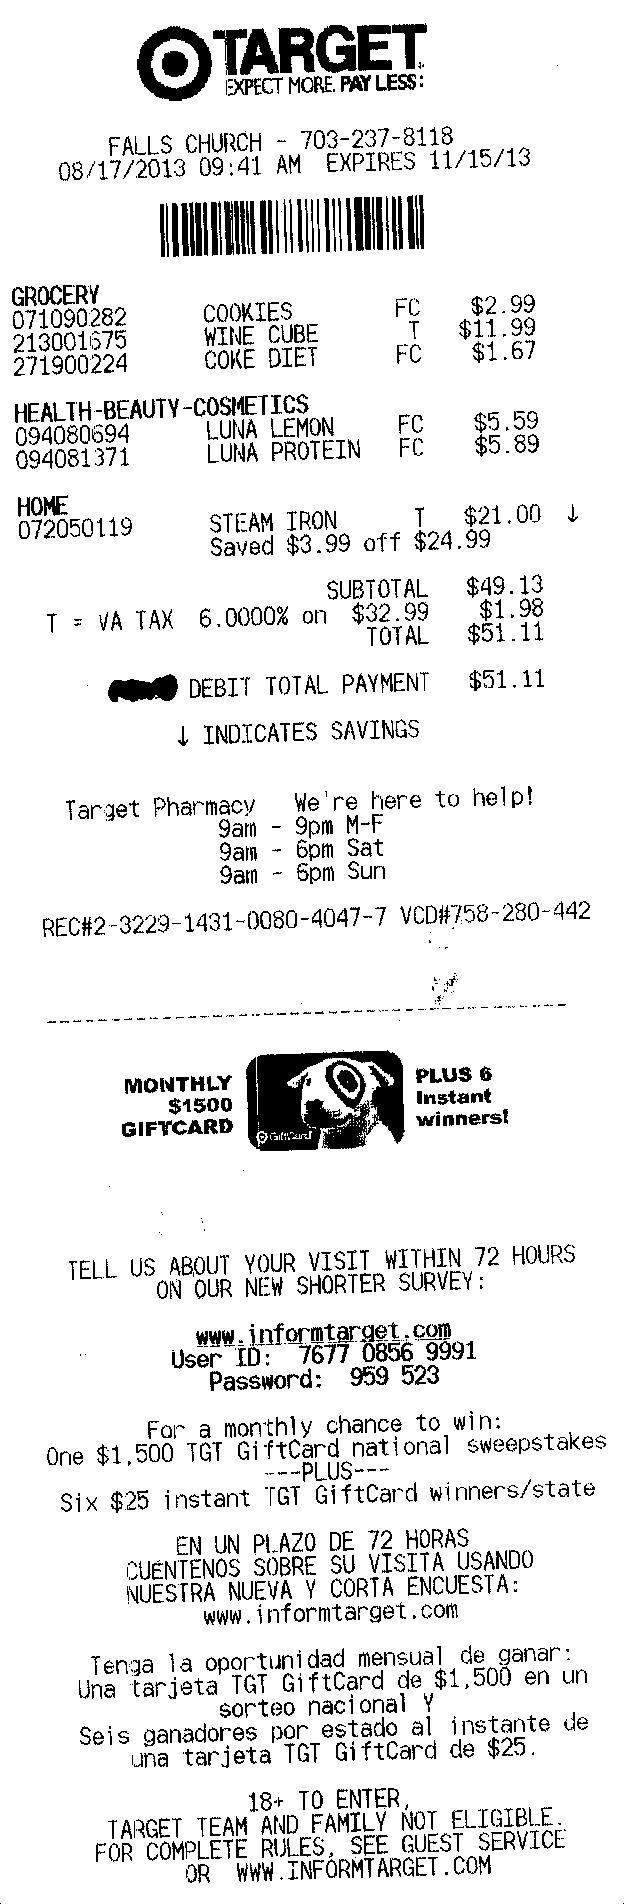 TARGET
EXPECT MORE. PAY LESS:
FALLS CHURCH - 703-237-8118
08/17/2013 09:41 AM EXPIRES 11/15/13
GROCERY
071090282 COOKIES FC $2.99
213001675 WINE CUBE T $11.99
271900224 COKE DIET FC $1.67
HEALTH-BEAUTY-COSMETICS
094080694 LUNA LEMON FC $5.59
094081371 LUNA PROTEIN FC $5.89
HOME
072050119 STEAM IRON T $21.00 ↓
Saved $3.99 off $24.99
SUBTOTAL $49.13
T = VA TAX 6.0000% on $32.99 $1.98
TOTAL $51.11
DEBIT TOTAL PAYMENT $51.11
↓ INDICATES SAVINGS
Target Pharmacy We're here to help!
9am - 9pm M-F
9am - 6pm Sat
9am - 6pm Sun
REC#2-3229-1431-0080-4047-7 VCD#758-280-442
MONTHLY
$1500
GIFTCARD
GiftCard
PLUS 6
Instant
winners!
TELL US ABOUT YOUR VISIT WITHIN 72 HOURS
ON OUR NEW SHORTER SURVEY:
www.informtarget.com
User ID: 7677 0856 9991
Password: 959 523
For a monthly chance to win:
One $1,500 TGT GiftCard national sweepstakes
---PLUS---
Six $25 instant TGT GiftCard winners/state
EN UN PLAZO DE 72 HORAS
CUENTENOS SOBRE SU VISITA USANDO
NUESTRA NUEVA Y CORTA ENCUESTA:
www.informtarget.com
Tenga la oportunidad mensual de ganar:
Una tarjeta TGT GiftCard de $1,500 en un
sorteo nacional Y
Seis ganadores por estado al instante de
una tarjeta TGT GiftCard de $25.
18+ TO ENTER,
TARGET TEAM AND FAMILY NOT ELIGIBLE.
FOR COMPLETE RULES, SEE GUEST SERVICE
OR WWW.INFORMTARGET.COM